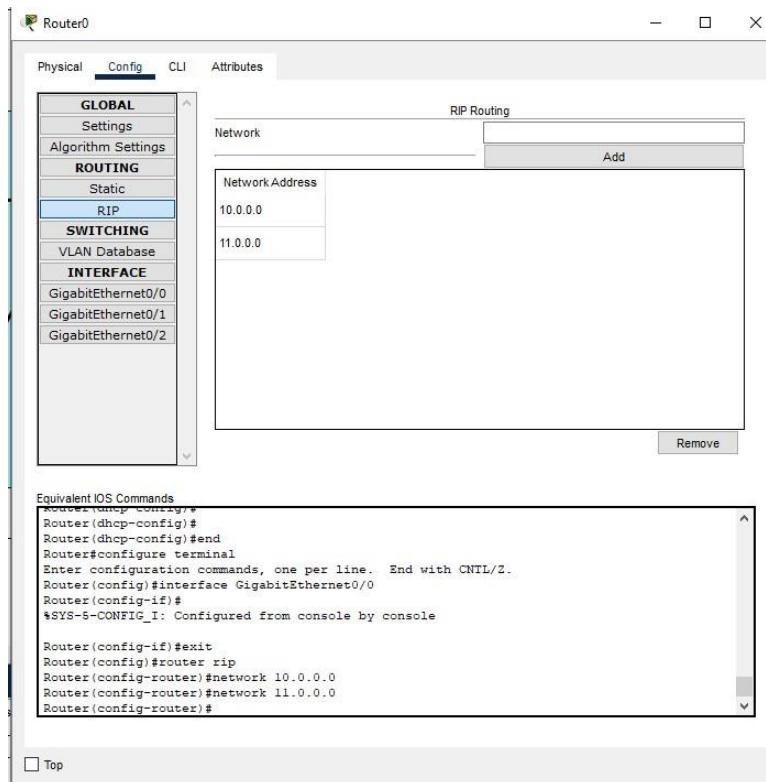 Router0
Physical Config CLI Attributes
GLOBAL
Settings
Algorithm Settings
ROUTING
Static
RIP
SWITCHING
VLAN Database
INTERFACE
GigabitEthernet0/0
GigabitEthernet0/1
GigabitEthernet0/2
RIP Routing
Network
Add
Network Address
10.0.0.0
11.0.0.0
Remove
Equivalent IOS Commands
Router(dhcp-config)#
Router(dhcp-config)#
Router(dhcp-config)#end
Router#configure terminal
Enter configuration commands, one per line. End with CNTL/Z.
Router(config)#interface GigabitEthernet0/0
Router(config-if)#
%SYS-5-CONFIG_I: Configured from console by console
Router(config-if)#exit
Router(config)#router rip
Router(config-router)#network 10.0.0.0
Router(config-router)#network 11.0.0.0
Router(config-router)#
Top